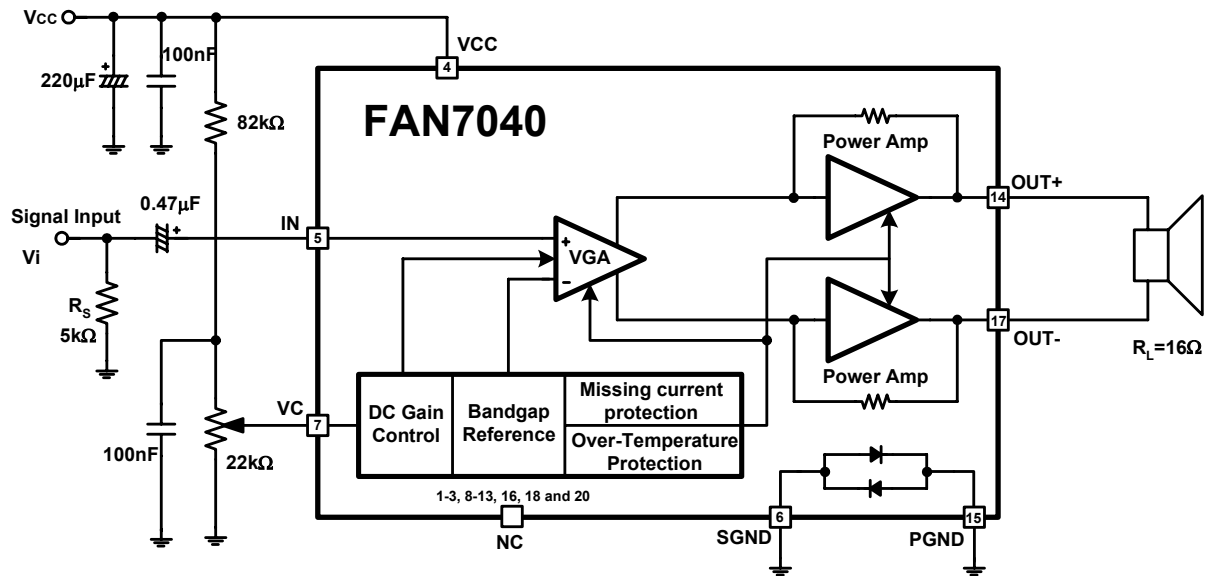 Vcc
220µF
+
100nF
VCC
4
FAN7040
82kΩ
Power Amp
OUT+
14
Signal Input
Vi
0.47µF
+
IN
5
+
VGA
–
R_S
5kΩ
17
OUT-
R_L=16Ω
Power Amp
VC
7
DC Gain
Control
Bandgap
Reference
Missing current
protection
Over-Temperature
Protection
100nF
22kΩ
1-3, 8-13, 16, 18 and 20
NC
SGND
6
PGND
15